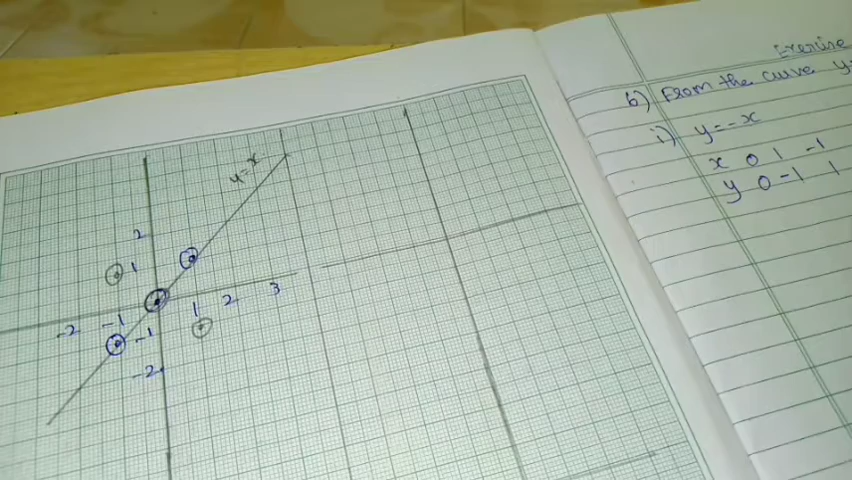 Exercise
6) From the curve y=
i) y=-x
x 0 1 -1
y 0 -1 1
y=x
2
1
-2 -1 1 2 3
-1
-2